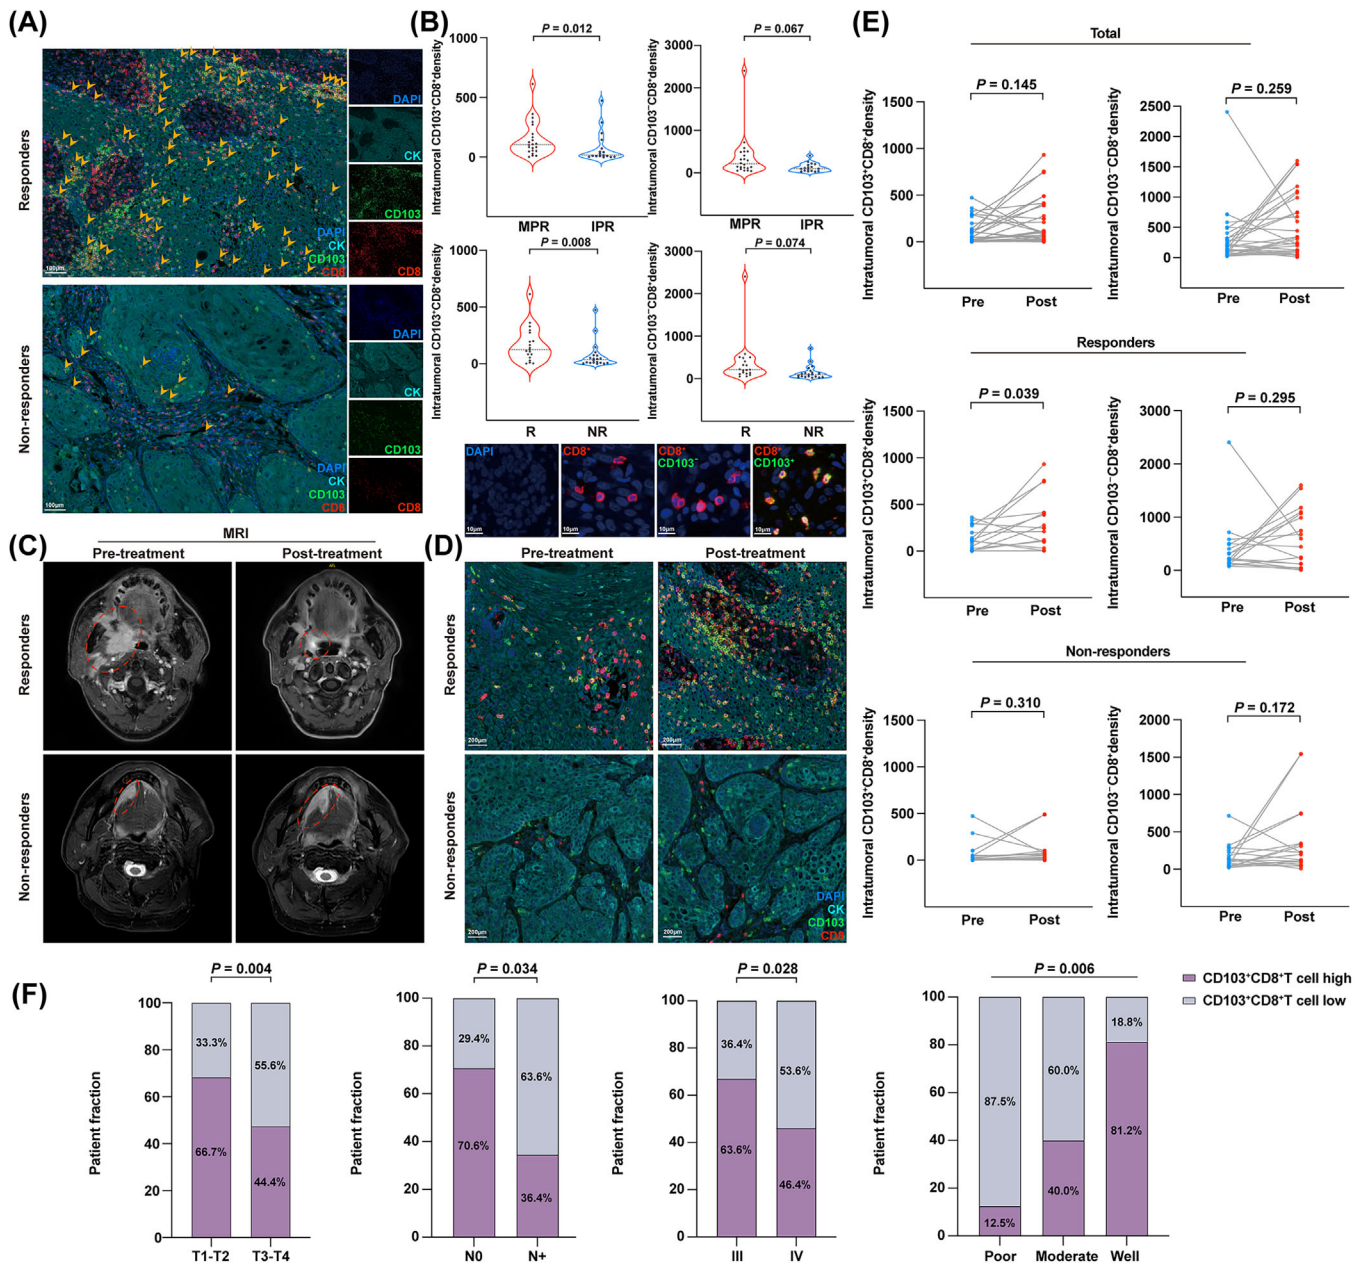 (A)
Responders
DAPI
CK
CD103
CD8
100μm
DAPI
CK
CD103
CD8
Non-responders
DAPI
CK
CD103
CD8
100μm
DAPI
CK
CD103
CD8
(B)
P = 0.012
Intratumoral CD103⁺CD8⁺density
1000
500
0
MPR IPR
P = 0.067
Intratumoral CD103⁻CD8⁺density
3000
2000
1000
0
MPR IPR
P = 0.008
Intratumoral CD103⁺CD8⁺density
1000
500
0
R NR
P = 0.074
Intratumoral CD103⁻CD8⁺density
3000
2000
1000
0
R NR
DAPI
10μm
CD8⁺
10μm
CD8⁺
CD103⁻
10μm
CD8⁺
CD103⁺
10μm
(C)
MRI
Pre-treatment Post-treatment
Responders
Non-responders
(D)
Pre-treatment Post-treatment
Responders
200μm
200μm
Non-responders
200μm
200μm
DAPI
CK
CD103
CD8
(E)
Total
P = 0.145
Intratumoral CD103⁺CD8⁺density
1500
1000
500
0
Pre Post
P = 0.259
Intratumoral CD103⁻CD8⁺density
2500
2000
1500
1000
500
0
Pre Post
Responders
P = 0.039
Intratumoral CD103⁺CD8⁺density
1500
1000
500
0
Pre Post
P = 0.295
Intratumoral CD103⁻CD8⁺density
3000
2000
1000
0
Pre Post
Non-responders
P = 0.310
Intratumoral CD103⁺CD8⁺density
1500
1000
500
0
Pre Post
P = 0.172
Intratumoral CD103⁻CD8⁺density
2000
1500
1000
500
0
Pre Post
(F)
P = 0.004
Patient fraction
100
80
60
40
20
0
33.3%
55.6%
66.7%
44.4%
T1-T2 T3-T4
P = 0.034
Patient fraction
100
80
60
40
20
0
29.4%
63.6%
70.6%
36.4%
N0 N+
P = 0.028
Patient fraction
100
80
60
40
20
0
36.4%
53.6%
63.6%
46.4%
III IV
P = 0.006
Patient fraction
100
80
60
40
20
0
18.8%
60.0%
87.5%
81.2%
40.0%
12.5%
Poor Moderate Well
CD103⁺CD8⁺T cell high
CD103⁺CD8⁺T cell low